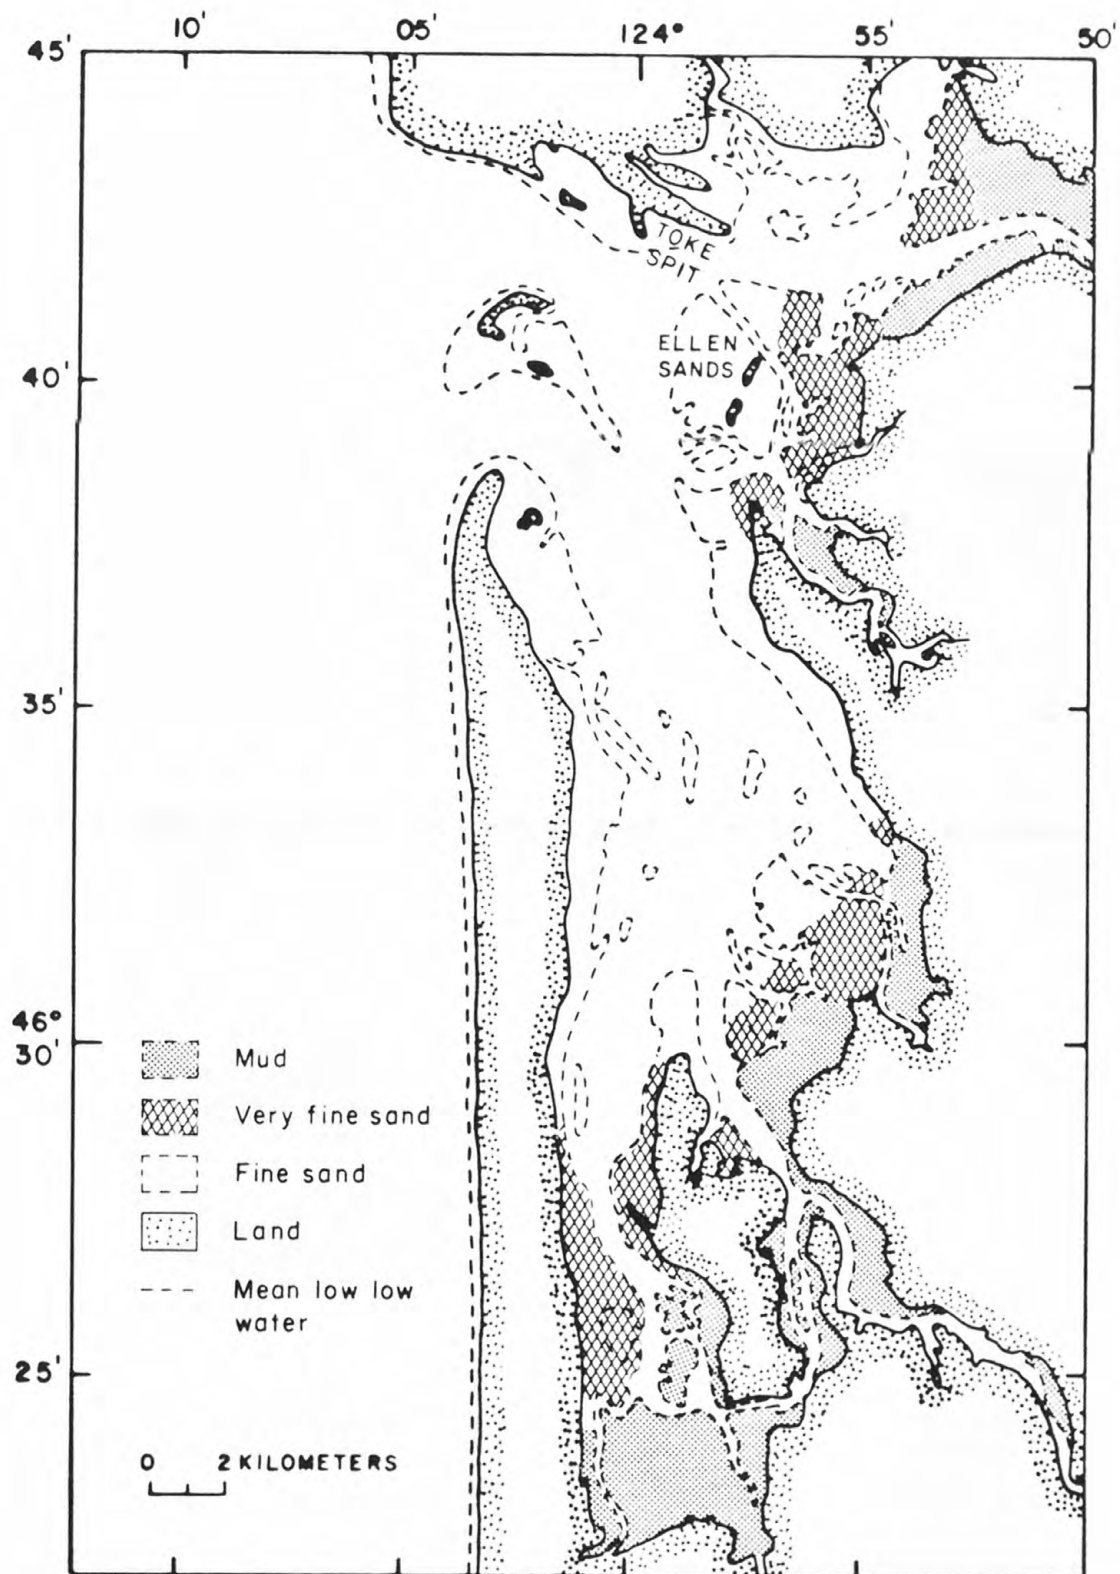 10' 05' 124° 55' 50'
45'
TOKE
SPIT
ELLEN
SANDS
40'
35'
46°
30'
Mud
Very fine sand
Fine sand
Land
Mean low low
water
25'
0 2 KILOMETERS